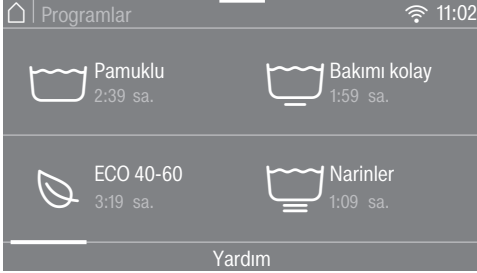 Programlar 11:02
Pamuklu
2:39 sa.
Bakımı kolay
1:59 sa.
ECO 40-60
3:19 sa.
Narinler
1:09 sa.
Yardım